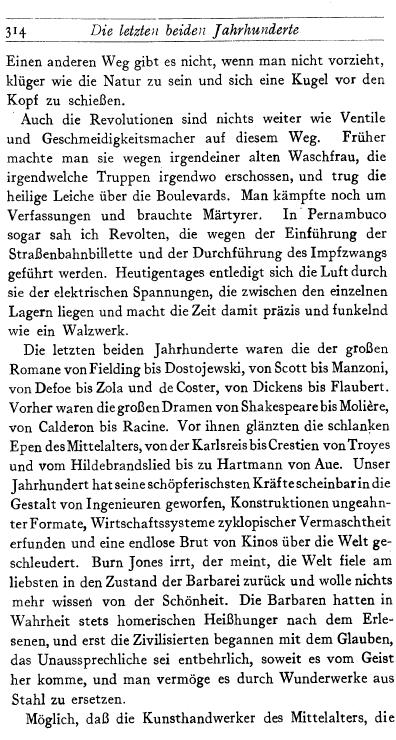 314 Die letzten beiden Jahrhunderte
Einen anderen Weg gibt es nicht, wenn man nicht vorzieht,
klüger wie die Natur zu sein und sich eine Kugel vor den
Kopf zu schießen.
Auch die Revolutionen sind nichts weiter wie Ventile
und Geschmeidigkeitsmacher auf diesem Weg. Früher
machte man sie wegen irgendeiner alten Waschfrau, die
irgendwelche Truppen irgendwo erschossen, und trug die
heilige Leiche über die Boulevards. Man kämpfte noch um
Verfassungen und brauchte Märtyrer. In Pernambuco
sogar sah ich Revolten, die wegen der Einführung der
Straßenbahnbillette und der Durchführung des Impfzwangs
geführt werden. Heutigentages entledigt sich die Luft durch
sie der elektrischen Spannungen, die zwischen den einzelnen
Lagern liegen und macht die Zeit damit präzis und funkelnd
wie ein Walzwerk.
Die letzten beiden Jahrhunderte waren die der großen
Romane von Fielding bis Dostojewski, von Scott bis Manzoni,
von Defoe bis Zola und de Coster, von Dickens bis Flaubert.
Vorher waren die großen Dramen von Shakespeare bis Molière,
von Calderon bis Racine. Vor ihnen glänzten die schlanken
Epen des Mittelalters, von der Karlsreis bis Crestien von Troyes
und vom Hildebrandslied bis zu Hartmann von Aue. Unser
Jahrhundert hat seine schöpferischsten Kräfte scheinbar in die
Gestalt von Ingenieuren geworfen, Konstruktionen ungeahn-
ter Formate, Wirtschaftssysteme zyklopischer Vermaschtheit
erfunden und eine endlose Brut von Kinos über die Welt ge-
schleudert. Burn Jones irrt, der meint, die Welt fiele am
liebsten in den Zustand der Barbarei zurück und wolle nichts
mehr wissen von der Schönheit. Die Barbaren hatten in
Wahrheit stets homerischen Heißhunger nach dem Erle-
senen, und erst die Zivilisierten begannen mit dem Glauben,
das Unaussprechliche sei entbehrlich, soweit es vom Geist
her komme, und man vermöge es durch Wunderwerke aus
Stahl zu ersetzen.
Möglich, daß die Kunsthandwerker des Mittelalters, die